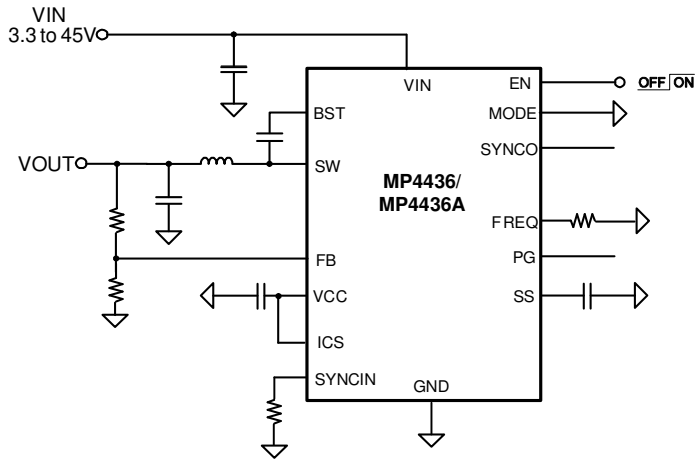 VIN
3.3 to 45V
VIN
EN
OFF ON
BST
MODE
SYNCO
VOUT
SW
MP4436/
MP4436A
FREQ
FB
PG
VCC
SS
ICS
SYNCIN
GND